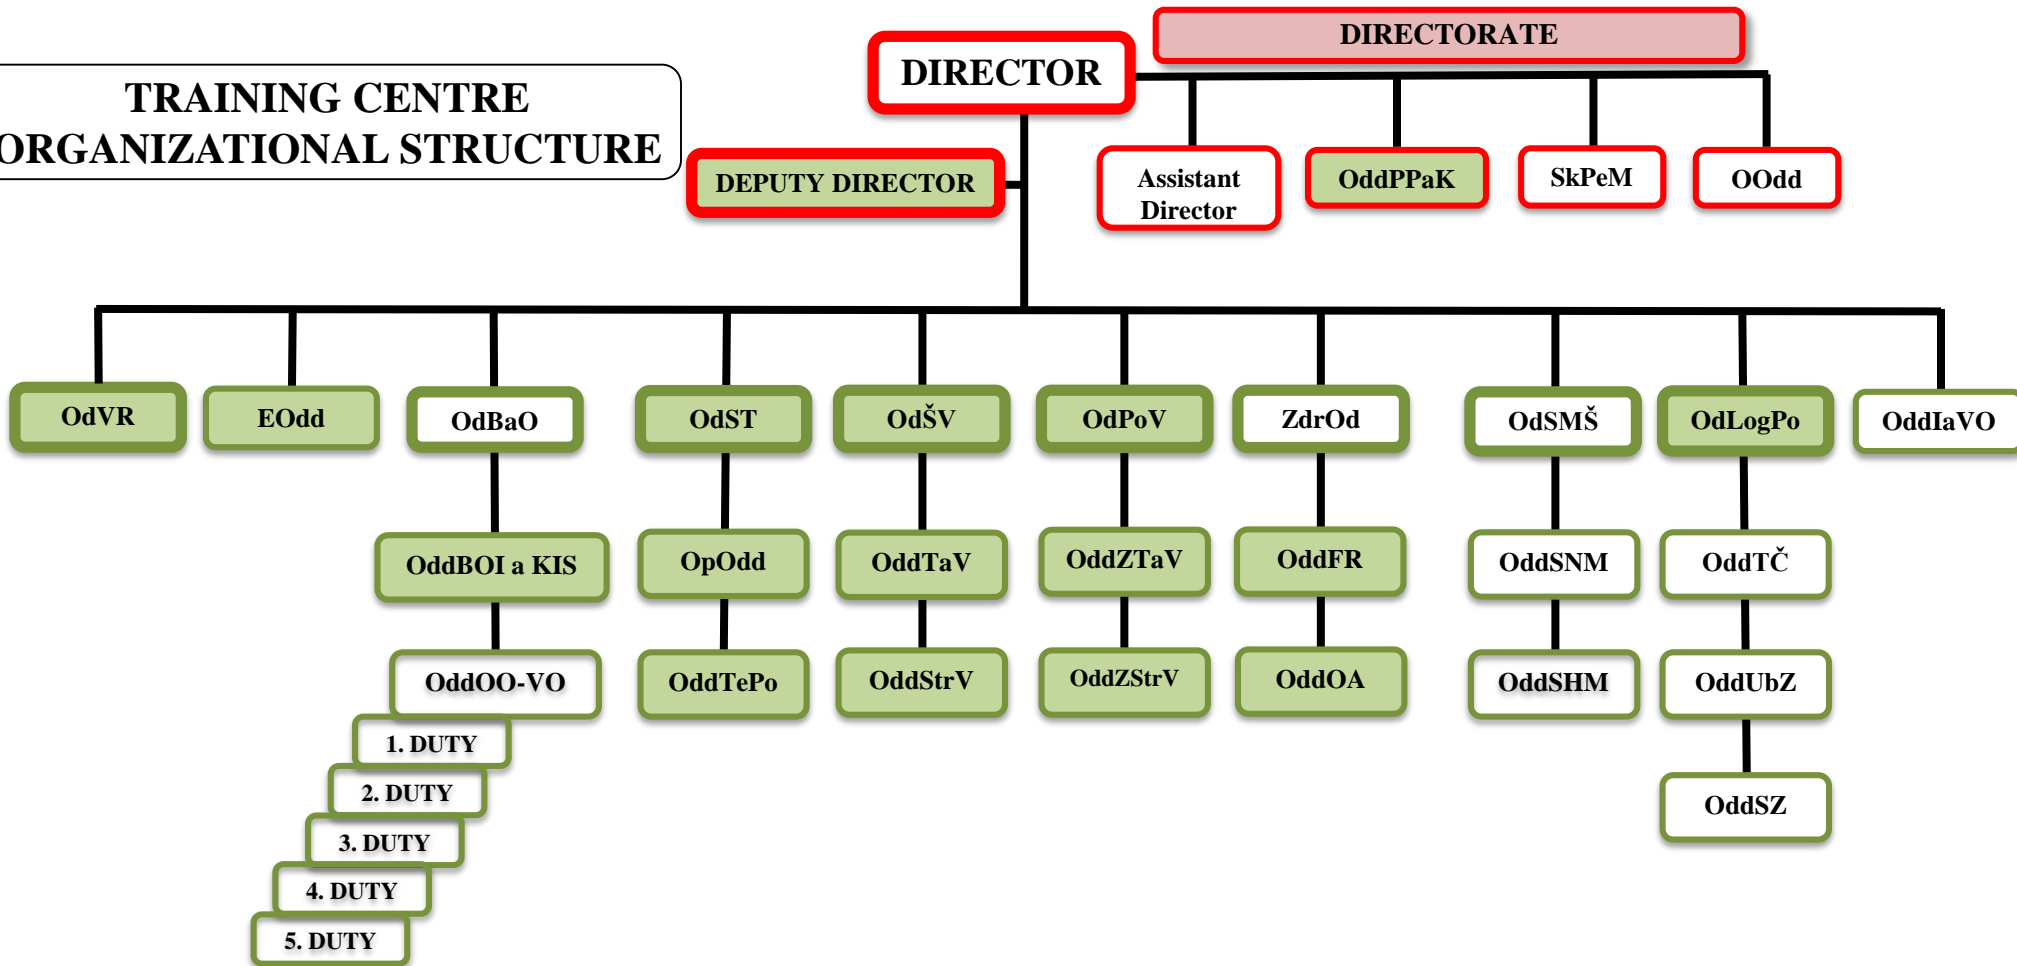 DIRECTORATE
DIRECTOR
TRAINING CENTRE
ORGANIZATIONAL STRUCTURE
DEPUTY DIRECTOR
Assistant
Director
OddPPaK
SkPeM
OOdd
OdVR
EOdd
OdBaO
OdST
OdŠV
OdPoV
ZdrOd
OdSMŠ
OdLogPo
OddIaVO
OddBOI a KIS
OpOdd
OddTaV
OddZTaV
OddFR
OddSNM
OddTČ
OddOO-VO
OddTePo
OddStrV
OddZStrV
OddOA
OddSHM
OddUbZ
1. DUTY
2. DUTY
OddSZ
3. DUTY
4. DUTY
5. DUTY